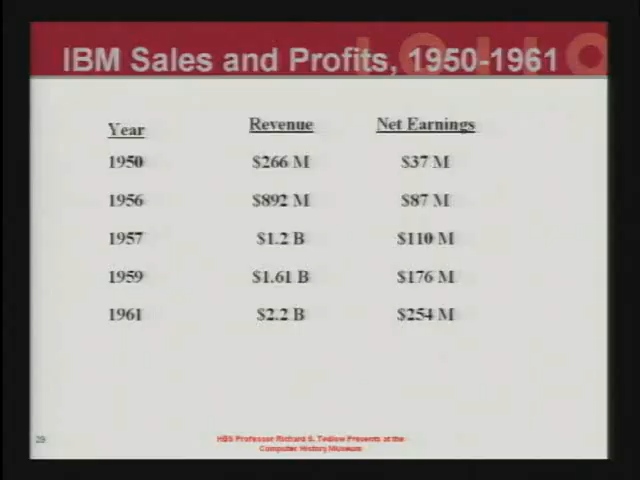 IBM Sales and Profits, 1950-1961
Year Revenue Net Earnings
1950 $266 M $37 M
1956 $892 M $87 M
1957 $1.2 B $110 M
1959 $1.61 B $176 M
1961 $2.2 B $254 M
29
HBS Professor Richard S. Tedlow Presents at the
Computer History Museum